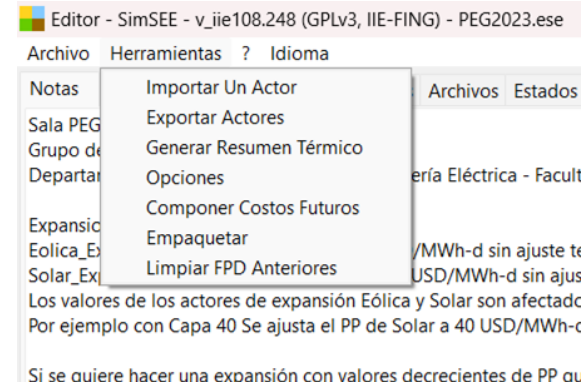 Editor - SimSEE - v_iie108.248 (GPLv3, IIE-FING) - PEG2023.ese
Archivo Herramientas ? Idioma
Notas Archivos Estados
Importar Un Actor
Exportar Actores
Generar Resumen Térmico
Opciones
Componer Costos Futuros
Empaquetar
Limpiar FPD Anteriores
Sala PEG
Grupo de
Departar ería Eléctrica - Facult
Expansio
Eolica_Ex /MWh-d sin ajuste te
Solar_Exp USD/MWh-d sin ajus
Los valores de los actores de expansión Eólica y Solar son afectado
Por ejemplo con Capa 40 Se ajusta el PP de Solar a 40 USD/MWh-d
Si se quiere hacer una expansión con valores decrecientes de PP qu